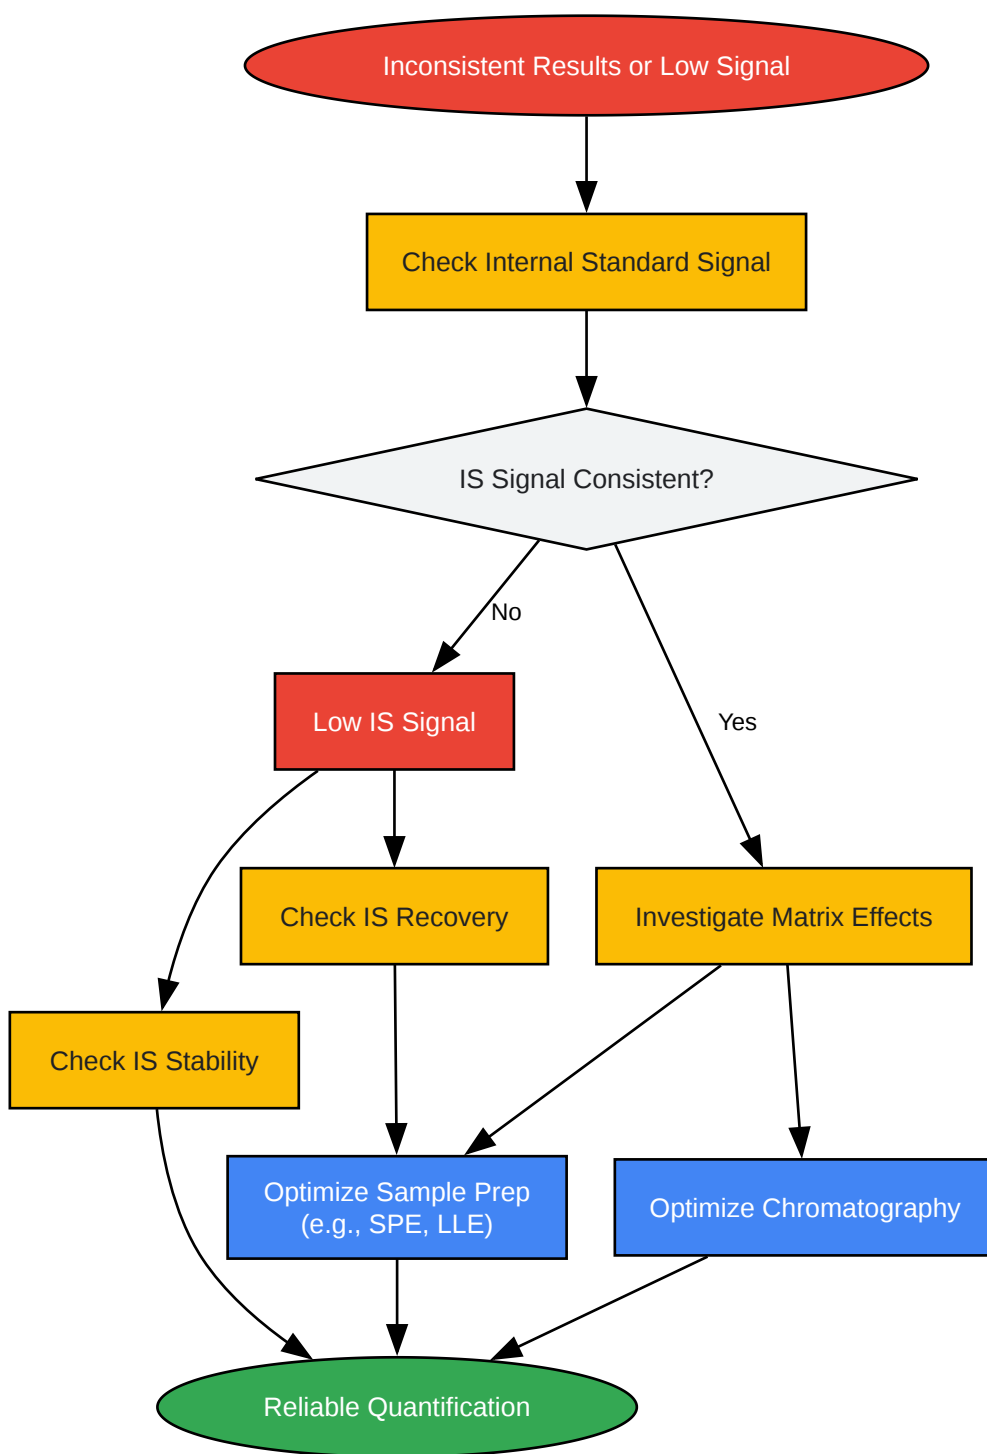 Inconsistent Results or Low Signal
Check Internal Standard Signal
IS Signal Consistent?
No
Low IS Signal
Yes
Check IS Recovery
Investigate Matrix Effects
Check IS Stability
Optimize Sample Prep
(e.g., SPE, LLE)
Optimize Chromatography
Reliable Quantification